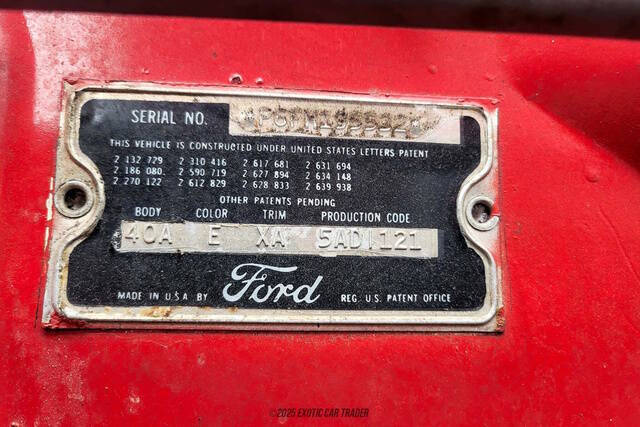 SERIAL NO.
THIS VEHICLE IS CONSTRUCTED UNDER UNITED STATES LETTERS PATENT
2 132 729 2 310 416 2 617 681 2 631 694
2 186 080 2 590 719 2 627 894 2 634 148
2 270 122 2 612 829 2 628 833 2 639 938
OTHER PATENTS PENDING
BODY COLOR TRIM PRODUCTION CODE
40A E XA 5AD1121
MADE IN U.S.A BY Ford REG. U.S. PATENT OFFICE
©2025 EXOTIC CAR TRADER